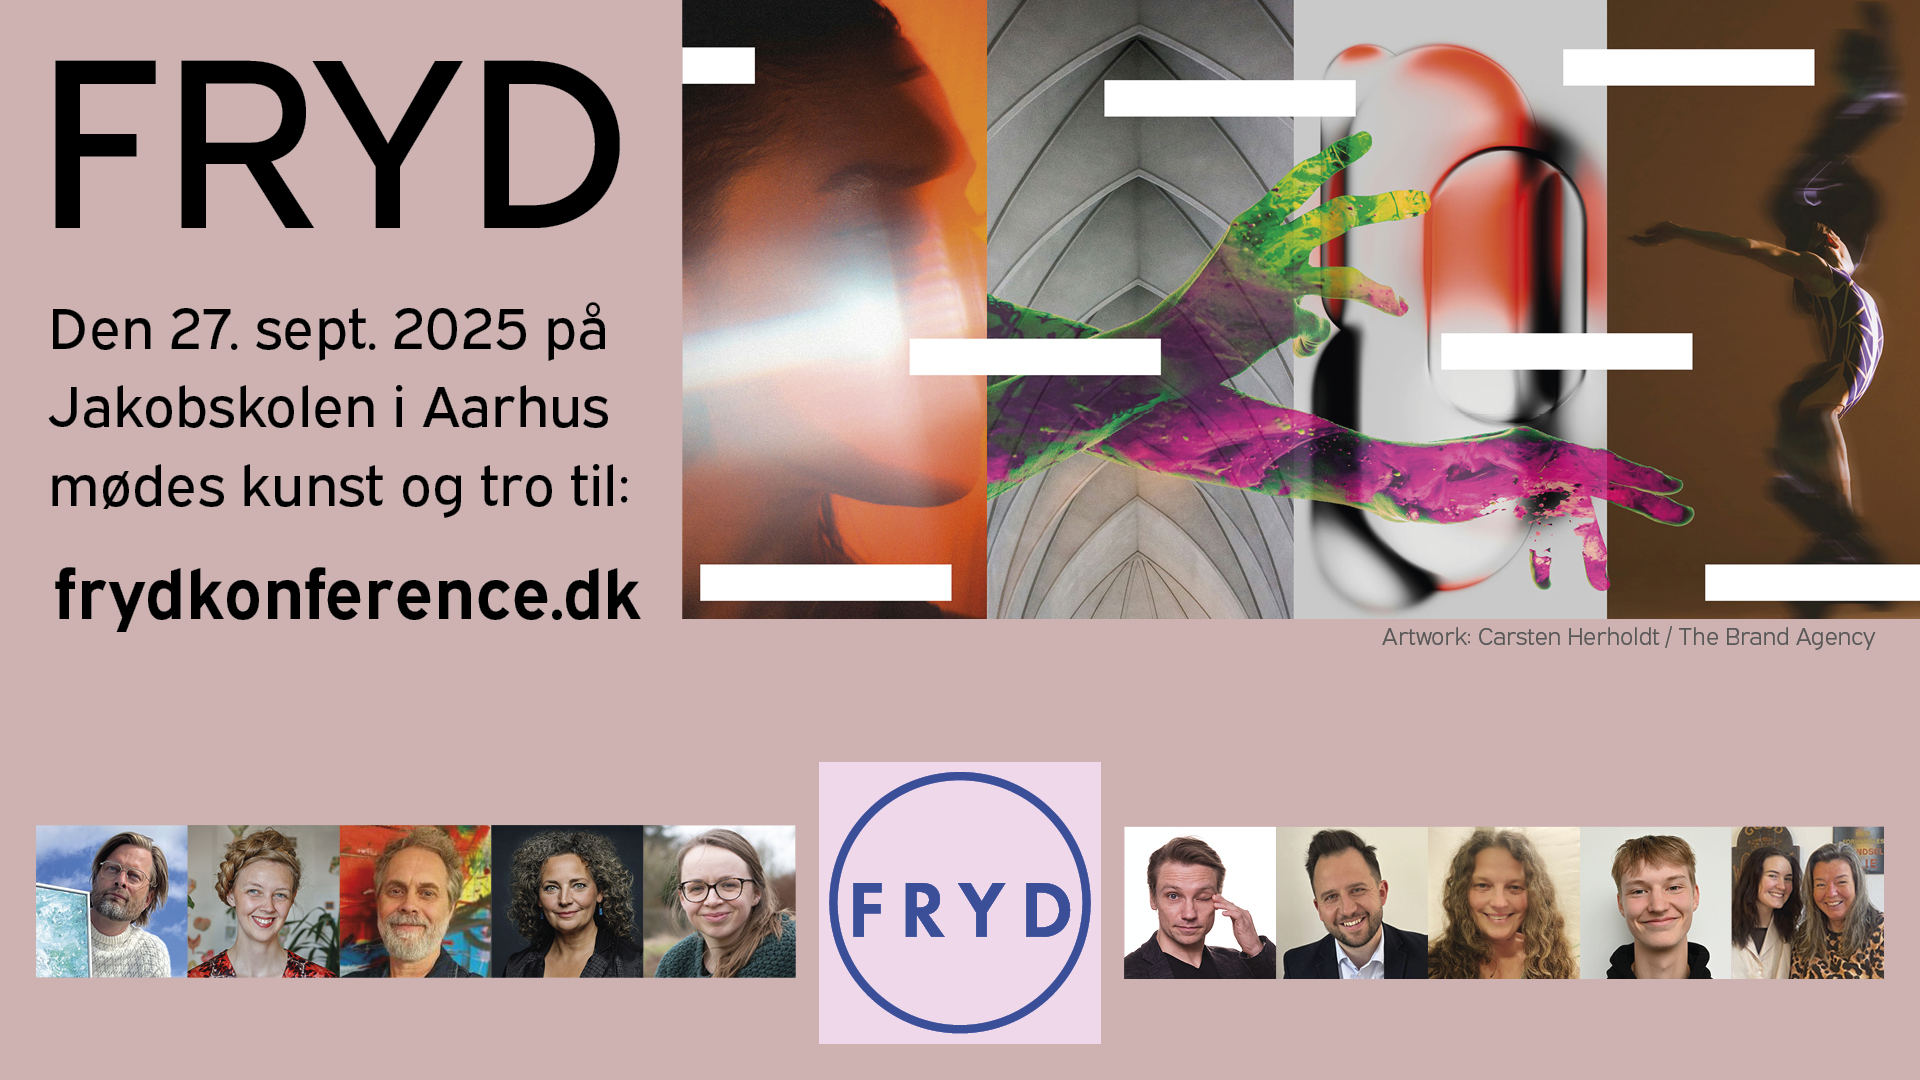 FRYD
Den 27. sept. 2025 på
Jakobskolen i Aarhus
mødes kunst og tro til:
frydkonference.dk
Artwork: Carsten Herholdt / The Brand Agency
FRYD